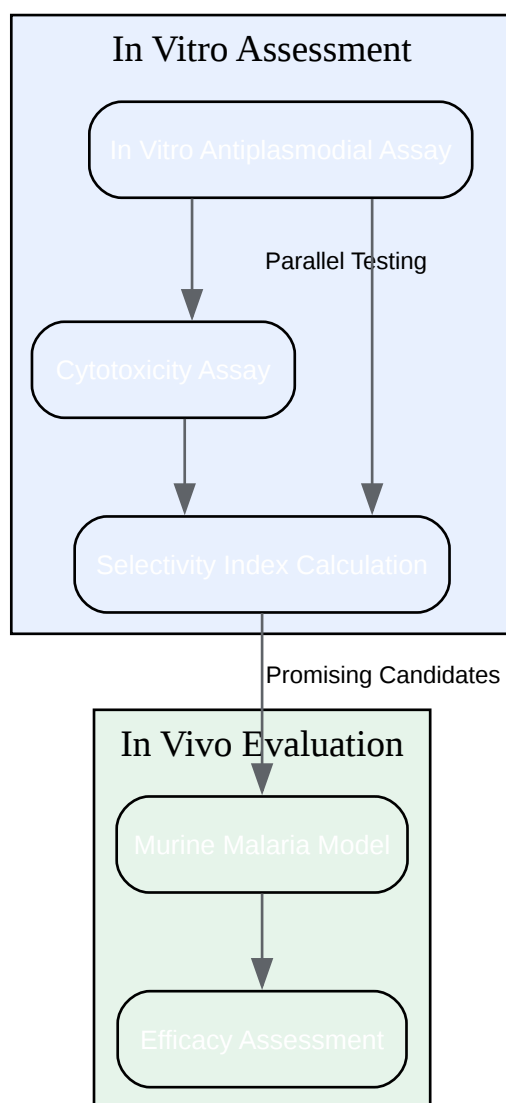 In Vitro Assessment
In Vitro Antiplasmodial Assay
Parallel Testing
Cytotoxicity Assay
Selectivity Index Calculation
Promising Candidates
In Vivo Evaluation
Murine Malaria Model
Efficacy Assessment